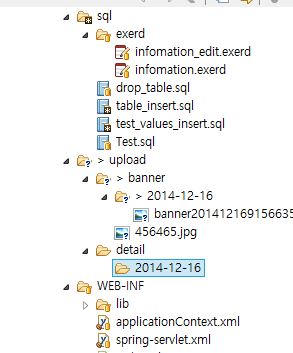 sql
exerd
infomation_edit.exerd
infomation.exerd
drop_table.sql
table_insert.sql
test_values_insert.sql
Test.sql
> upload
> banner
> 2014-12-16
banner201412169156635
456465.jpg
detail
2014-12-16
WEB-INF
lib
applicationContext.xml
spring-servlet.xml